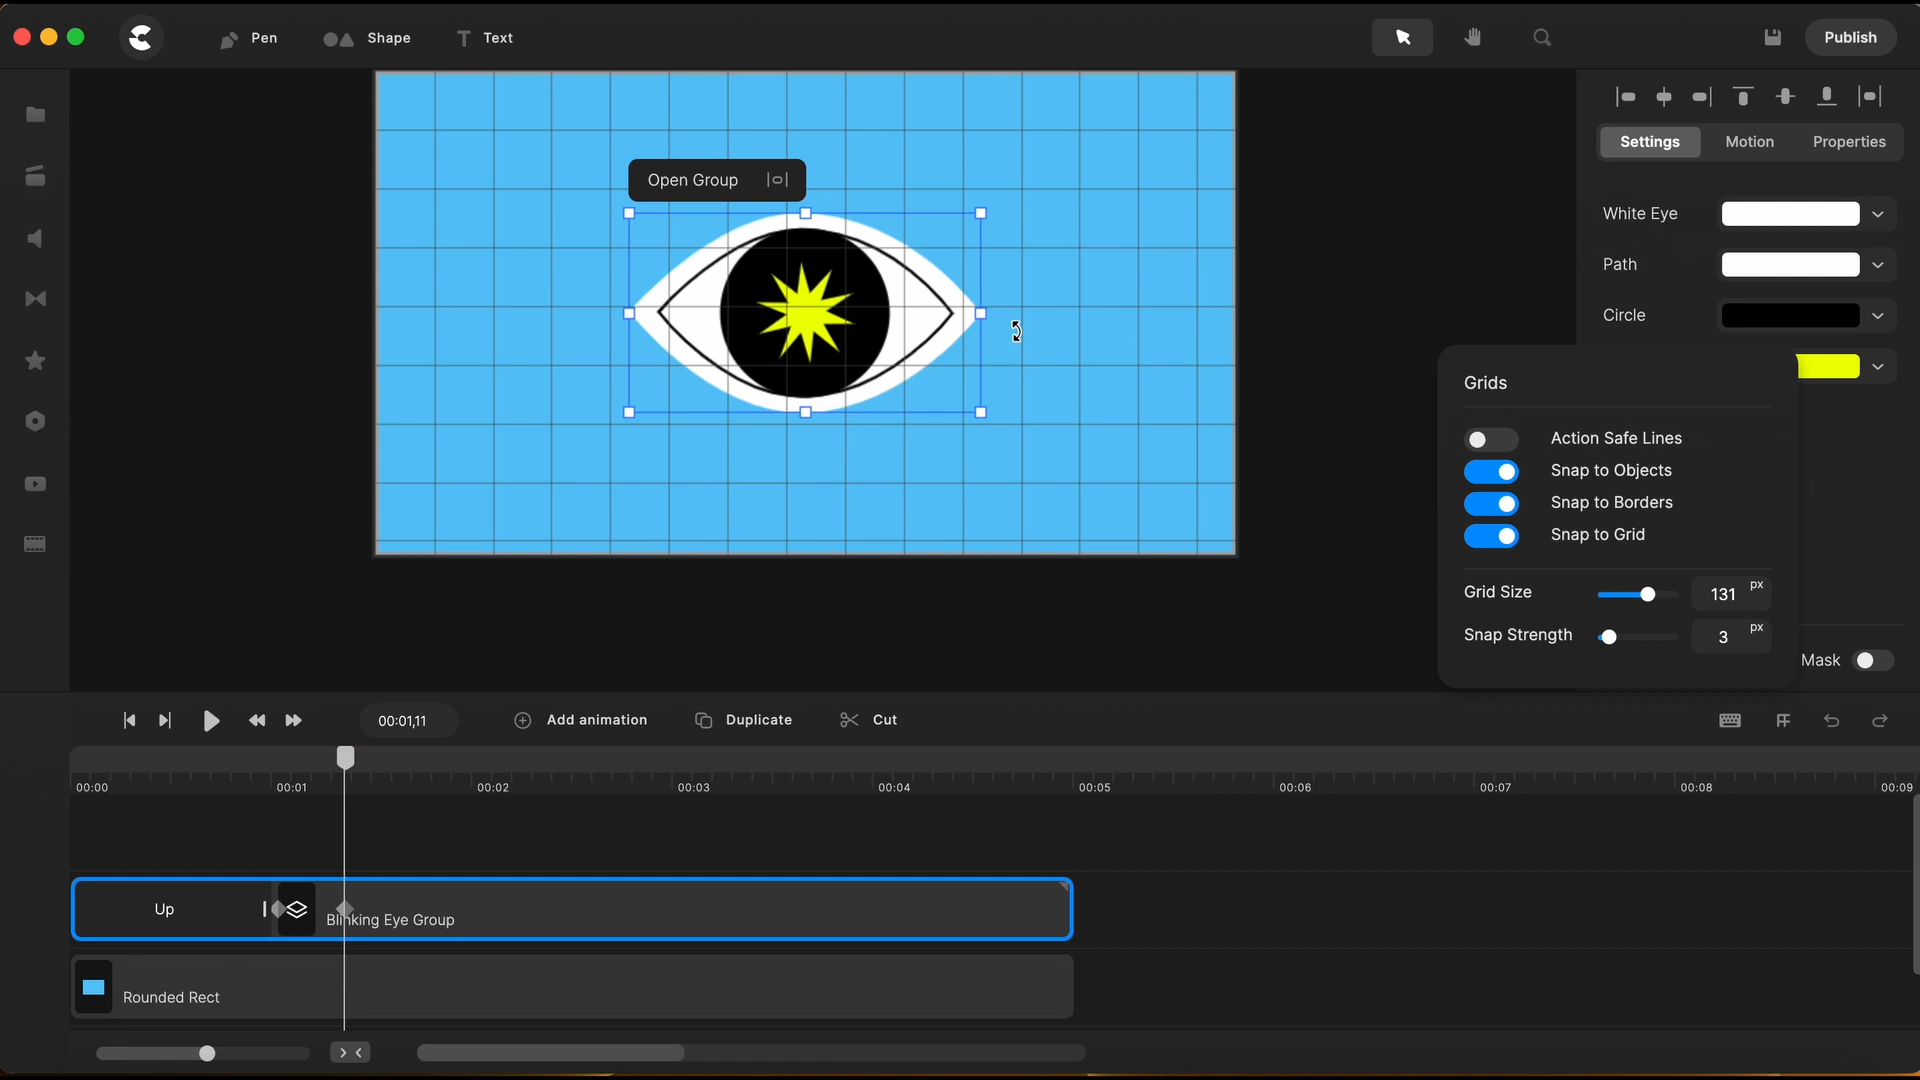 Pen Shape Text Publish
Open Group
Settings Motion Properties
White Eye
Path
Circle
Grids
Action Safe Lines
Snap to Objects
Snap to Borders
Snap to Grid
Grid Size 131 px
Snap Strength 3 px
Mask
00:01,11 Add animation Duplicate Cut
00:00 00:01 00:02 00:03 00:04 00:05 00:06 00:07 00:08 00:09
Up Blinking Eye Group
Rounded Rect